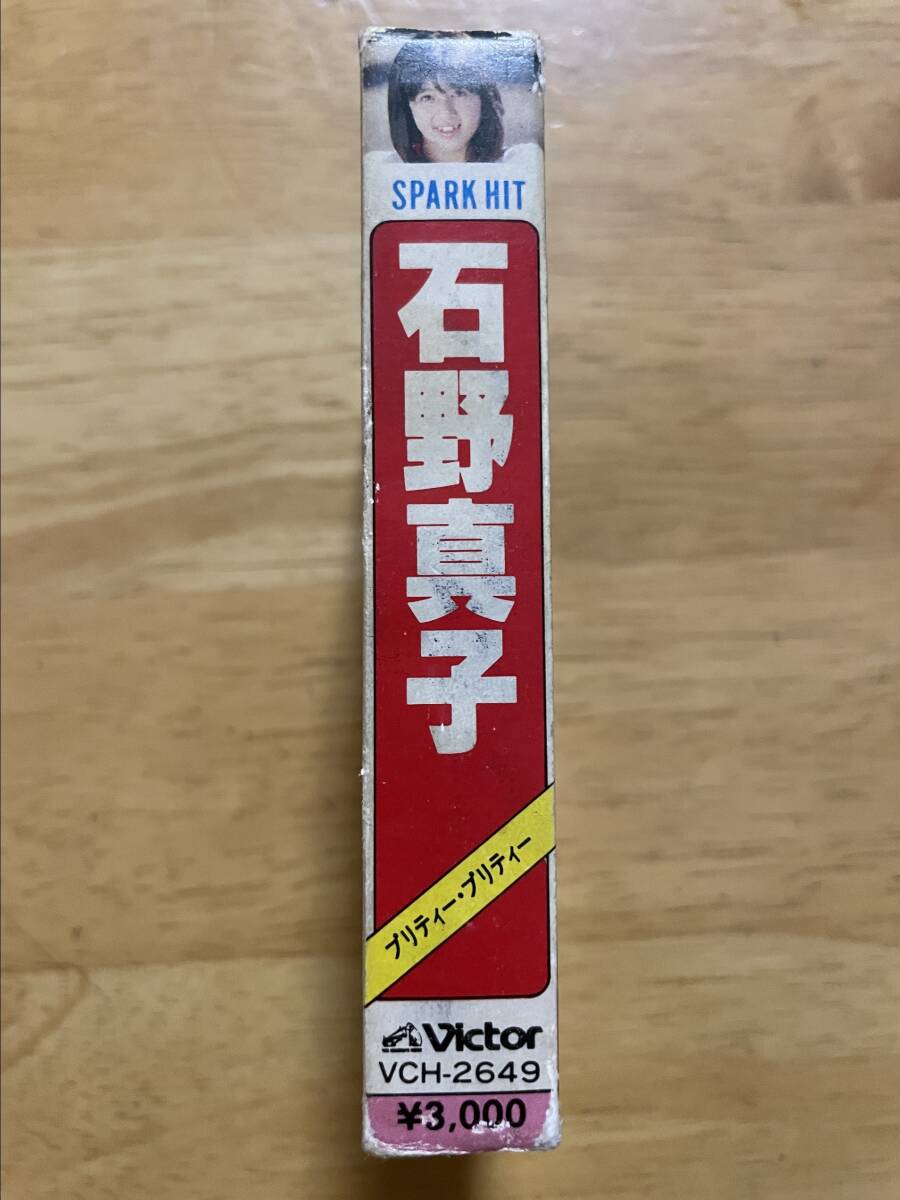 SPARK HIT
石野真子
プリティー・プリティー
Victor
VCH-2649
¥3,000